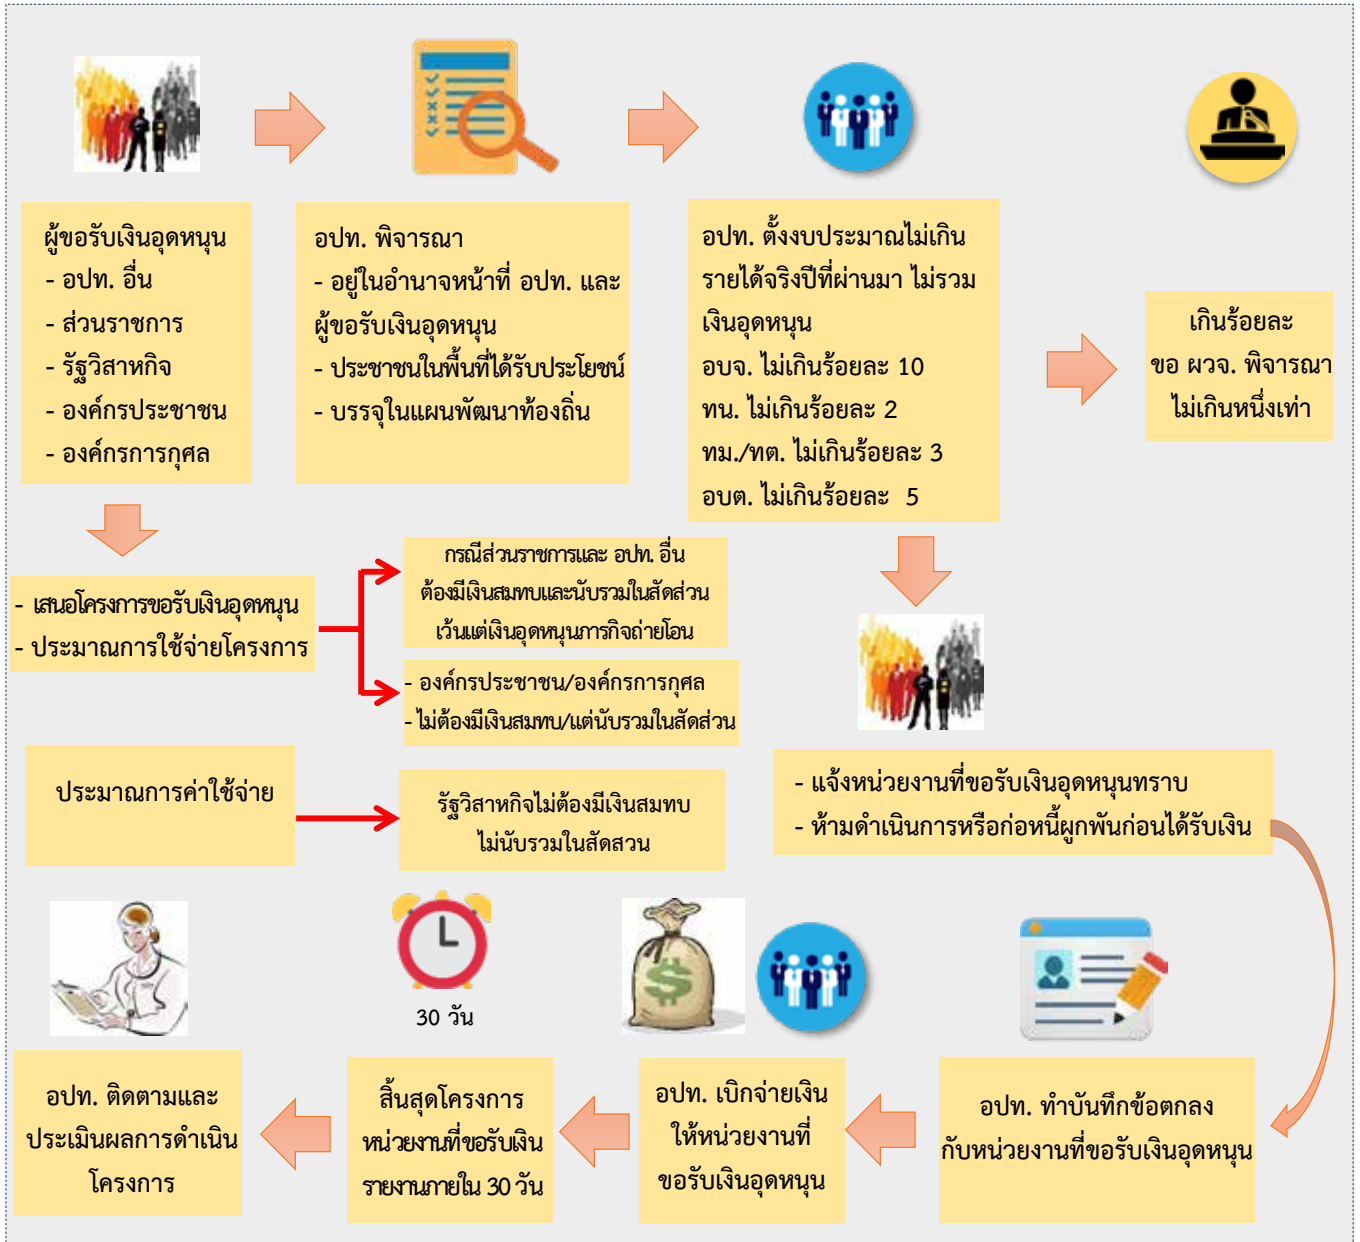 ผู้ขอรับเงินอุดหนุน
- อปท. อื่น
- ส่วนราชการ
- รัฐวิสาหกิจ
- องค์กรประชาชน
- องค์กรการกุศล
อปท. พิจารณา
- อยู่ในอำนาจหน้าที่ อปท. และ
ผู้ขอรับเงินอุดหนุน
- ประชาชนในพื้นที่ได้รับประโยชน์
- บรรจุในแผนพัฒนาท้องถิ่น
อปท. ตั้งงบประมาณไม่เกิน
รายได้จริงปีที่ผ่านมา ไม่รวม
เงินอุดหนุน
อบจ. ไม่เกินร้อยละ 10
ทน. ไม่เกินร้อยละ 2
ทม./ทต. ไม่เกินร้อยละ 3
อบต. ไม่เกินร้อยละ 5
เกินร้อยละ
ขอ ผวจ. พิจารณา
ไม่เกินหนึ่งเท่า
- เสนอโครงการขอรับเงินอุดหนุน
- ประมาณการใช้จ่ายโครงการ
กรณีส่วนราชการและ อปท. อื่น
ต้องมีเงินสมทบและนับรวมในสัดส่วน
เว้นแต่เงินอุดหนุนภารกิจถ่ายโอน
- องค์กรประชาชน/องค์กรการกุศล
- ไม่ต้องมีเงินสมทบ/แต่นับรวมในสัดส่วน
ประมาณการค่าใช้จ่าย
รัฐวิสาหกิจไม่ต้องมีเงินสมทบ
ไม่นับรวมในสัดสวน
- แจ้งหน่วยงานที่ขอรับเงินอุดหนุนทราบ
- ห้ามดำเนินการหรือก่อหนี้ผูกพันก่อนได้รับเงิน
อปท. ทำบันทึกข้อตกลง
กับหน่วยงานที่ขอรับเงินอุดหนุน
อปท. เบิกจ่ายเงิน
ให้หน่วยงานที่
ขอรับเงินอุดหนุน
30 วัน
สิ้นสุดโครงการ
หน่วยงานที่ขอรับเงิน
รายงานภายใน 30 วัน
อปท. ติดตามและ
ประเมินผลการดำเนิน
โครงการ